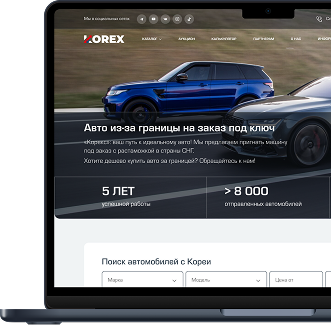 Мы в социальных сетях
KOREX
КАТАЛОГ
АУКЦИОН
КАЛЬКУЛЯТОР
ПАРТНЕРАМ
О НАС
Авто из-за границы на заказ под ключ
«Корекс»: ваш путь к идеальному авто! Мы предлагаем пригнать машину
под заказ с растаможкой в страны СНГ.
Хотите дешево купить авто за границей? Обращайтесь к нам!
5 ЛЕТ
> 8 000
успешной работы
отправленных автомобилей
Поиск автомобилей с Кореи
Марка
Модель
Цена от